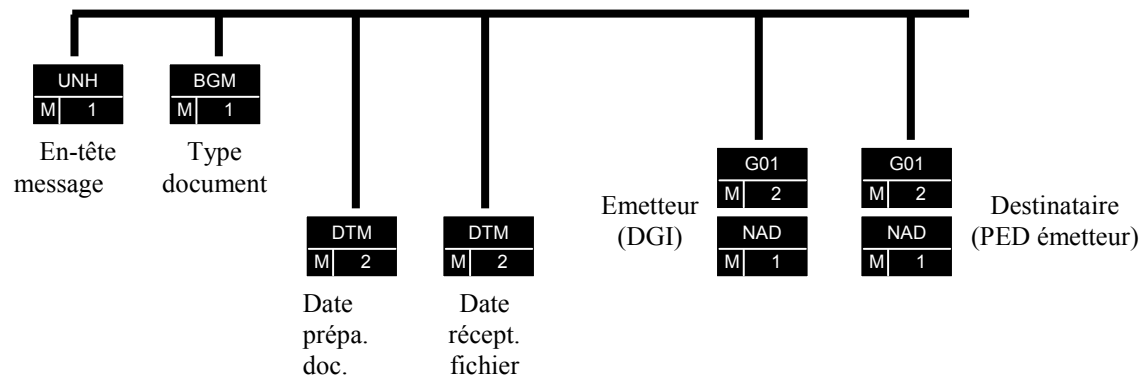 UNH
M 1
En-tête
message
BGM
M 1
Type
document
DTM
M 2
Date
prépa.
doc.
DTM
M 2
Date
récept.
fichier
Emetteur
(DGI)
G01
M 2
NAD
M 1
G01
M 2
NAD
M 1
Destinataire
(PED émetteur)